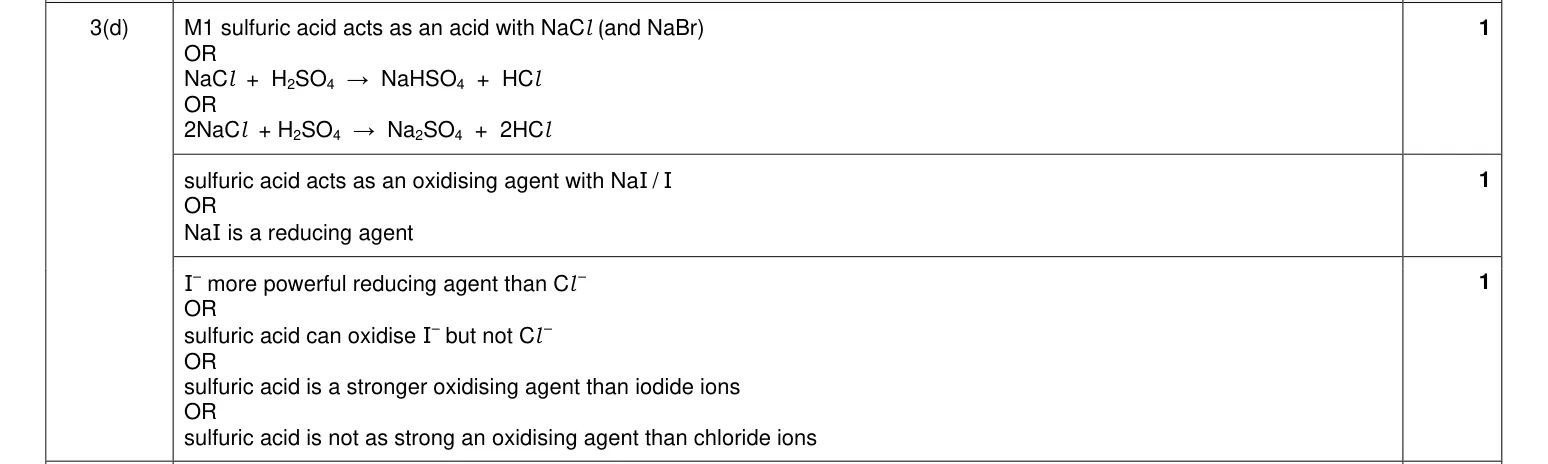 3(d) M1 sulfuric acid acts as an acid with NaCl (and NaBr) 1
OR
NaCl + H₂SO₄ → NaHSO₄ + HCl
OR
2NaCl + H₂SO₄ → Na₂SO₄ + 2HCl
sulfuric acid acts as an oxidising agent with NaI / I 1
OR
NaI is a reducing agent
I⁻ more powerful reducing agent than Cl⁻ 1
OR
sulfuric acid can oxidise I⁻ but not Cl⁻
OR
sulfuric acid is a stronger oxidising agent than iodide ions
OR
sulfuric acid is not as strong an oxidising agent than chloride ions